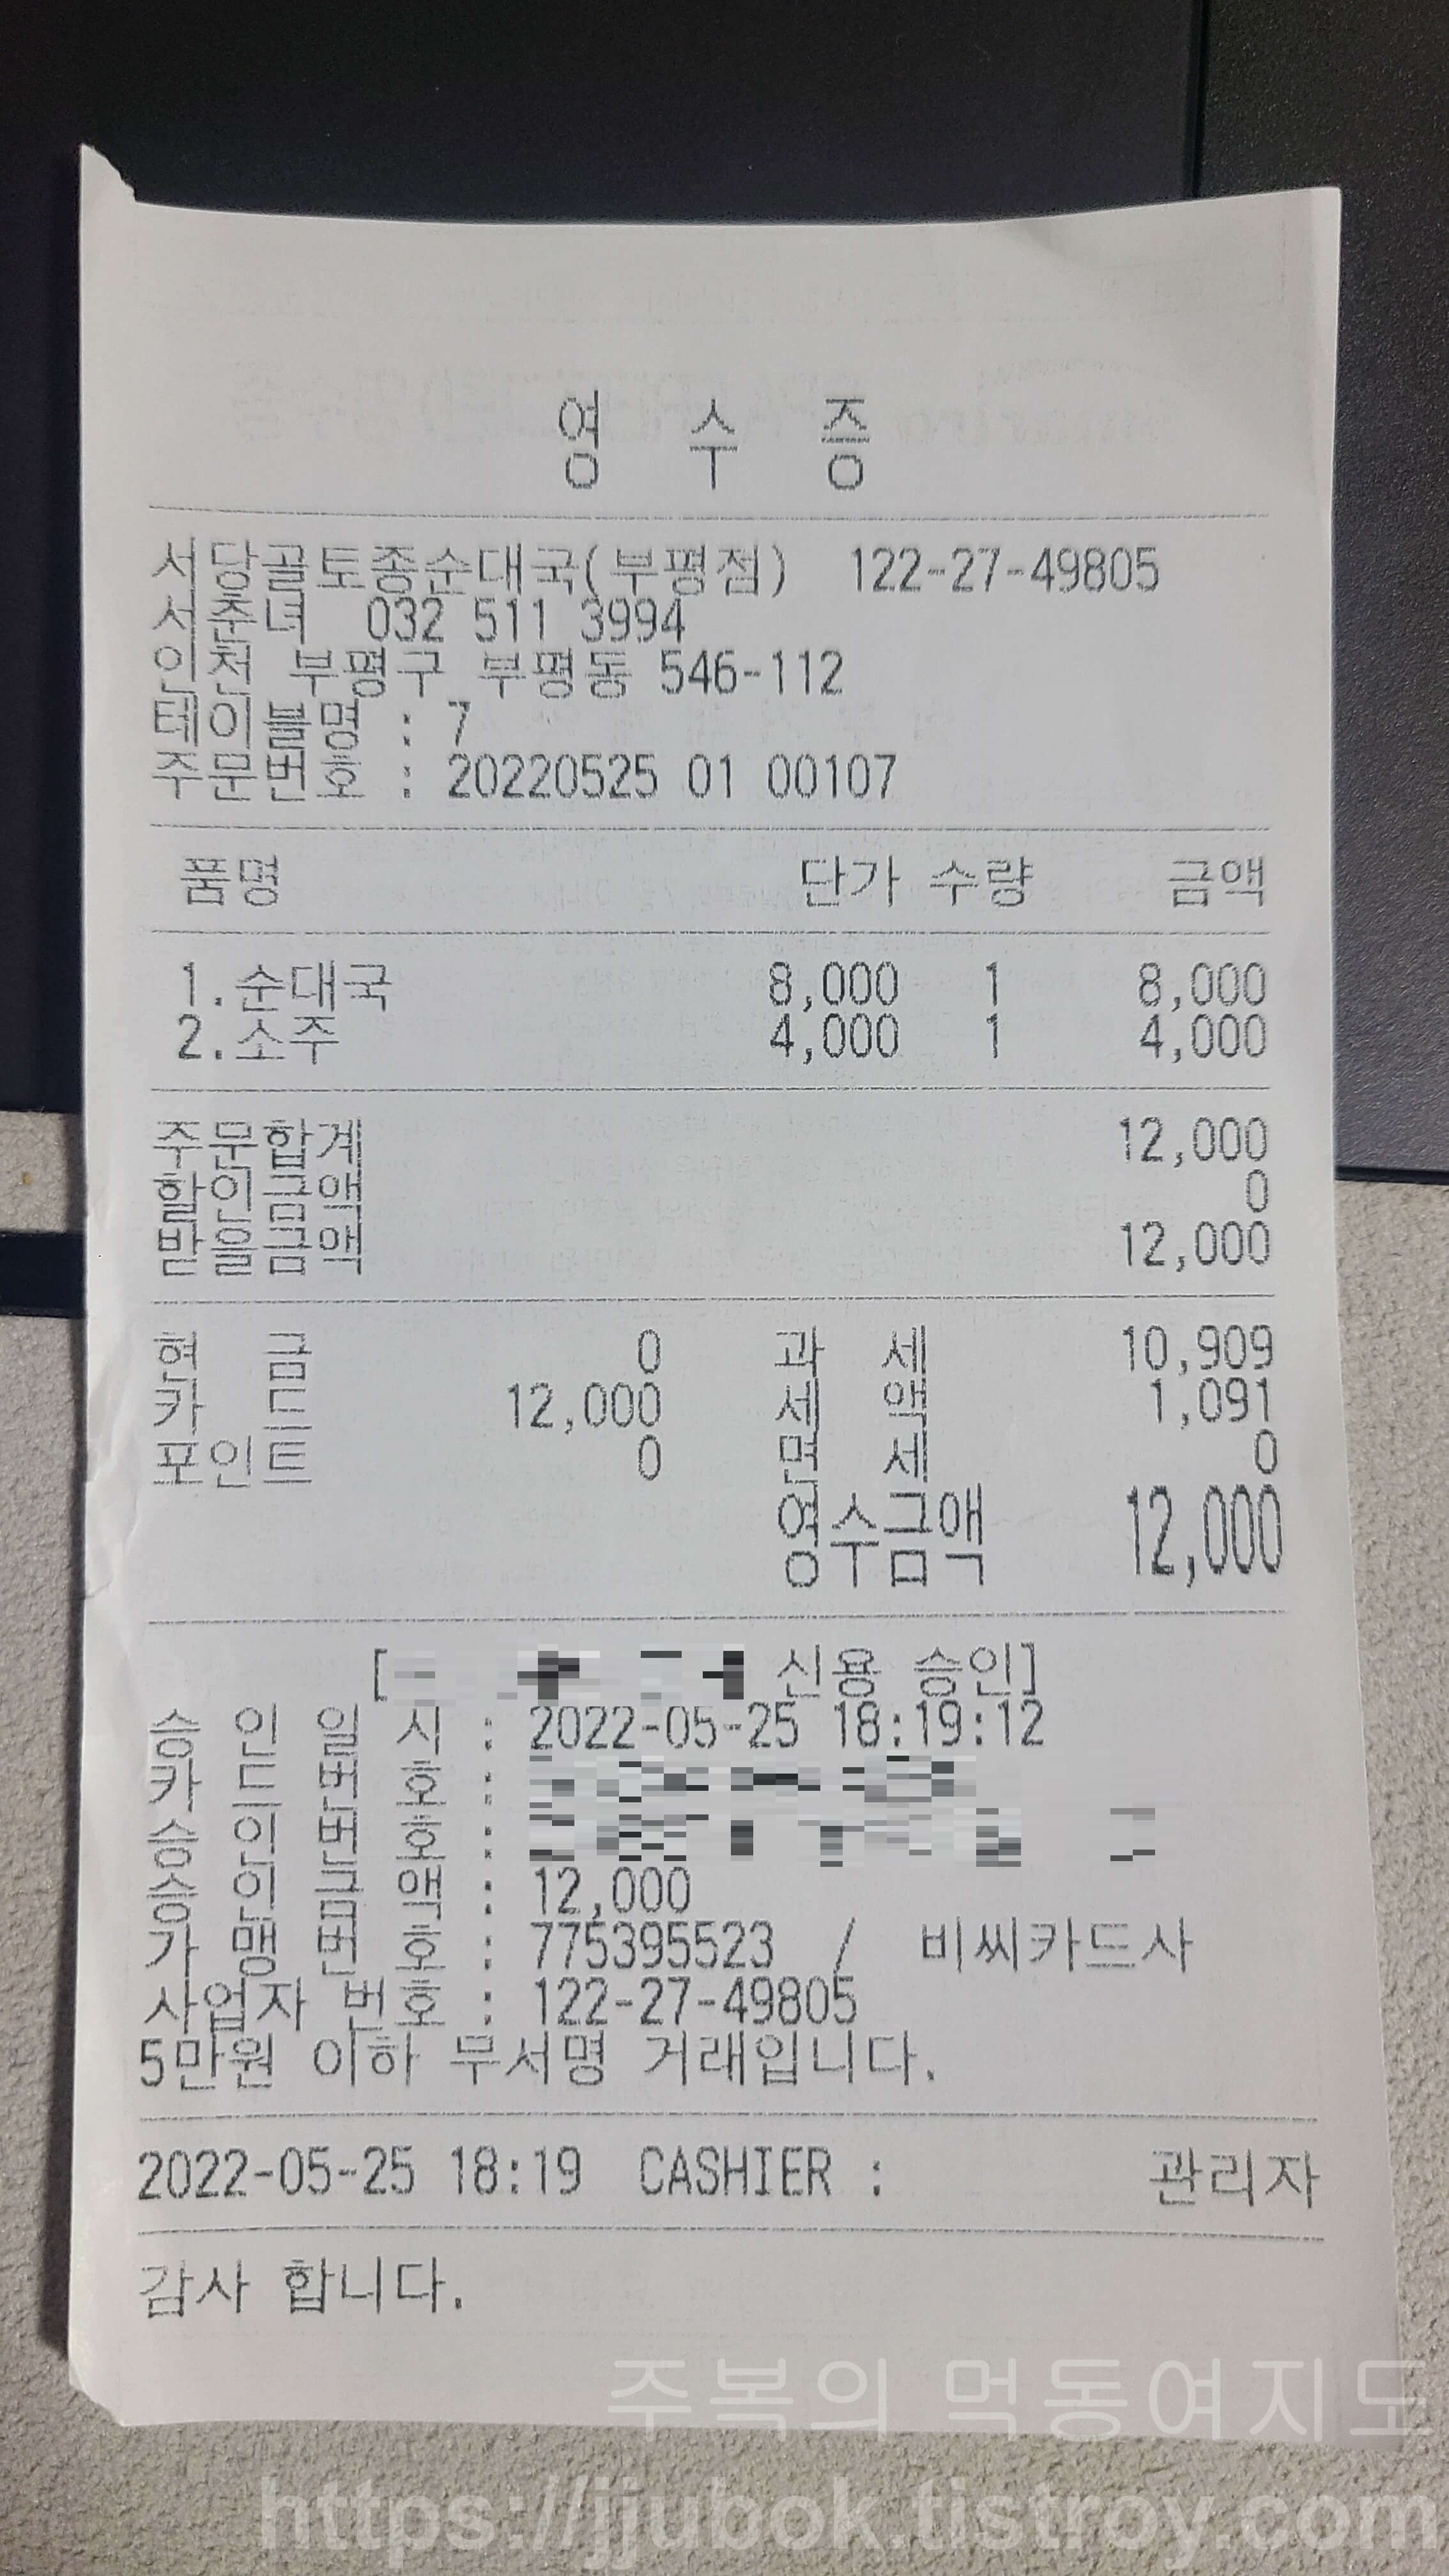 영 수 증
서당골토종순대국(부평점) 122-27-49805
서춘녀 032 511 3994
인천 부평구 부평동 546-112
테이블명 : 7
주문번호 : 20220525 01 00107
품명 단가 수량 금액
1.순대국 8,000 1 8,000
2.소주 4,000 1 4,000
주문합계 12,000
할인금액 0
받을금액 12,000
현 금 0 과 세 10,909
카 드 12,000 세 액 1,091
포인트 0 면 세 0
영수금액 12,000
[ 신용 승인]
승 인 일 시 : 2022-05-25 18:19:12
카 드 번 호 :
승 인 번 호 :
승 인 금 액 : 12,000
가 맹 번 호 : 775395523 / 비씨카드사
사업자 번호 : 122-27-49805
5만원 이하 무서명 거래입니다.
2022-05-25 18:19 CASHIER : 관리자
감사 합니다.
주복의 먹동여지도
https://jjubok.tistroy.com